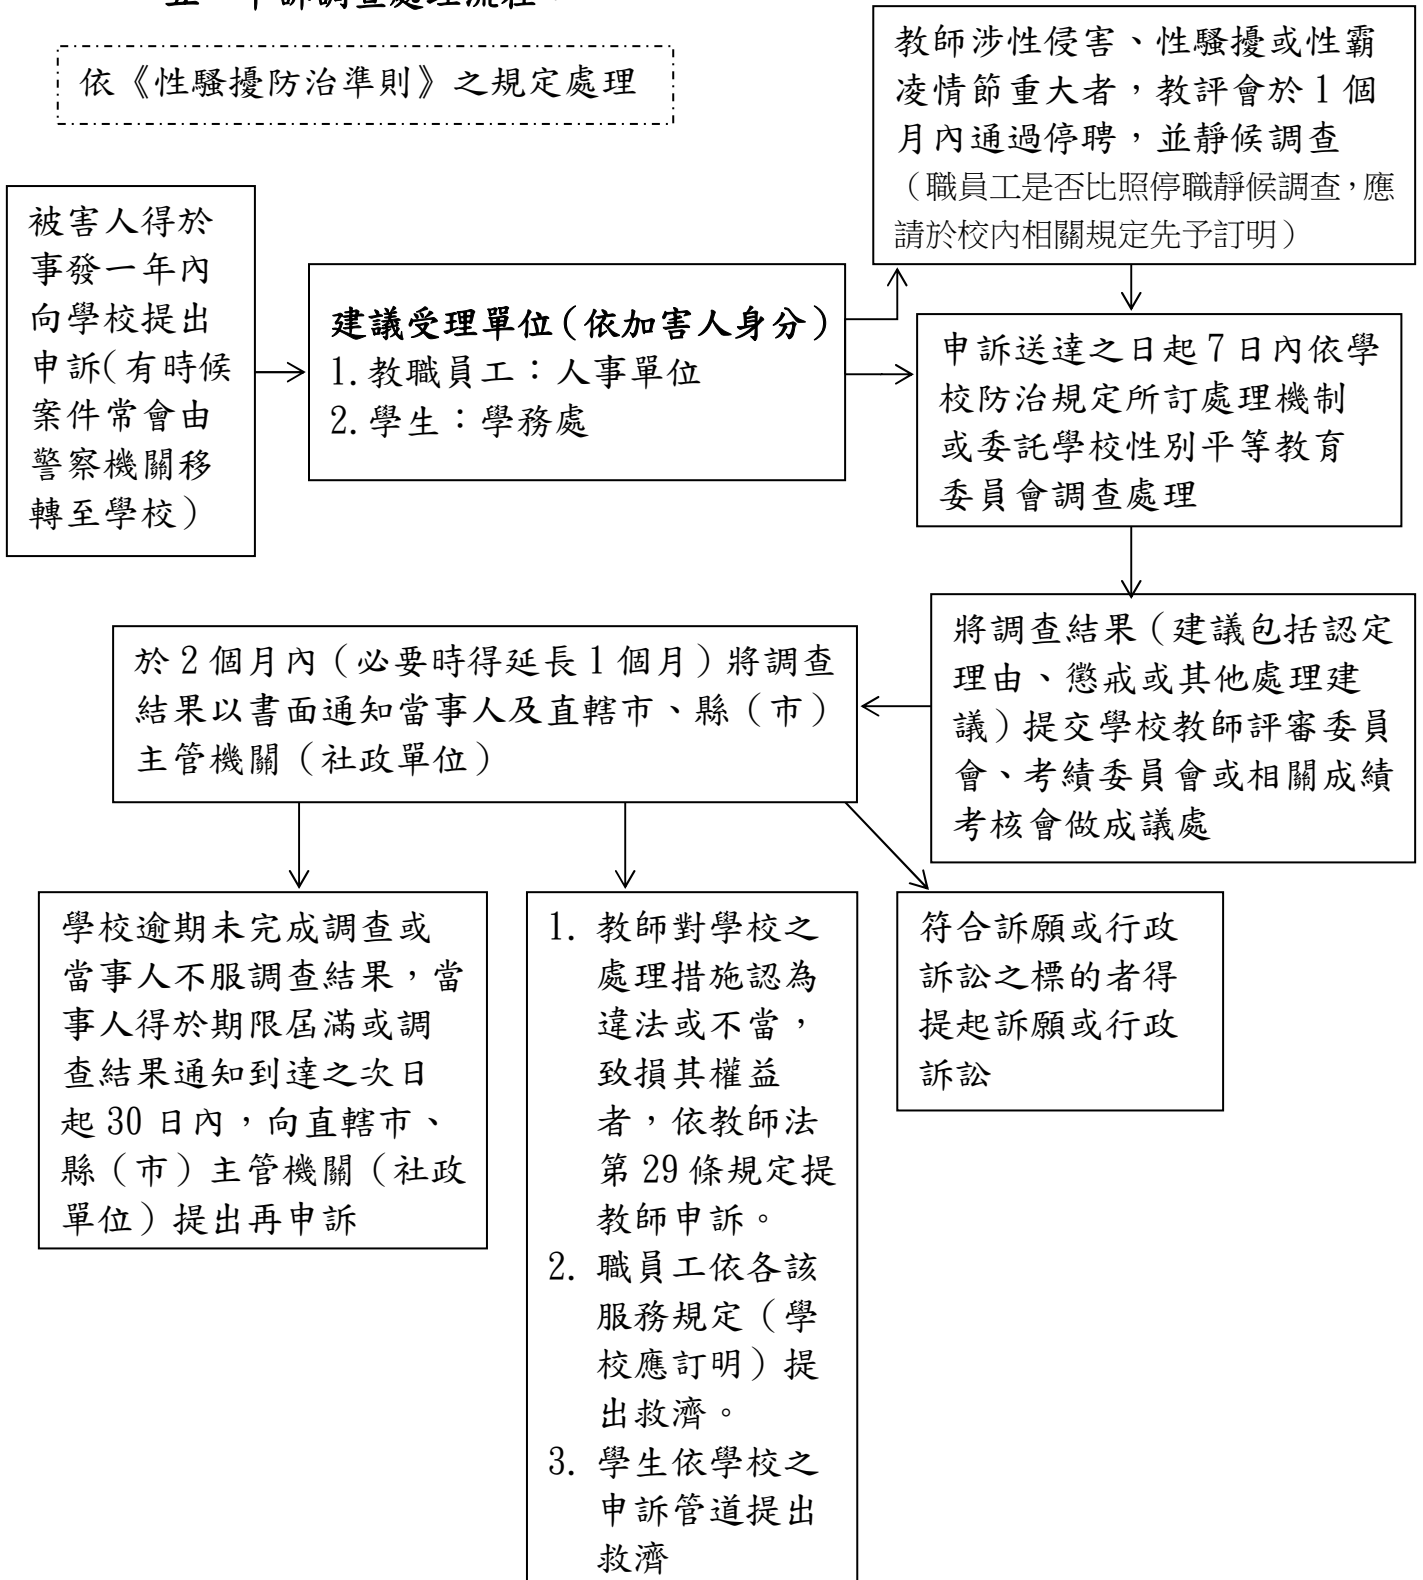 五、申訴調查處理流程：
依《性騷擾防治準則》之規定處理
教師涉性侵害、性騷擾或性霸
凌情節重大者，教評會於1個
月內通過停聘，並靜候調查
（職員工是否比照停職靜候調查，應
請於校內相關規定先予訂明）
被害人得於
事發一年內
向學校提出
申訴(有時候
案件常會由
警察機關移
轉至學校)
建議受理單位(依加害人身分)
1.教職員工：人事單位
2.學生：學務處
申訴送達之日起7日內依學
校防治規定所訂處理機制
或委託學校性別平等教育
委員會調查處理
將調查結果（建議包括認定
理由、懲戒或其他處理建
議）提交學校教師評審委員
會、考績委員會或相關成績
考核會做成議處
於2個月內（必要時得延長1個月）將調查
結果以書面通知當事人及直轄市、縣（市）
主管機關（社政單位）
學校逾期未完成調查或
當事人不服調查結果，當
事人得於期限屆滿或調
查結果通知到達之次日
起30日內，向直轄市、
縣（市）主管機關（社政
單位）提出再申訴
1. 教師對學校之
處理措施認為
違法或不當，
致損其權益
者，依教師法
第29條規定提
教師申訴。
2. 職員工依各該
服務規定（學
校應訂明）提
出救濟。
3. 學生依學校之
申訴管道提出
救濟
符合訴願或行政
訴訟之標的者得
提起訴願或行政
訴訟